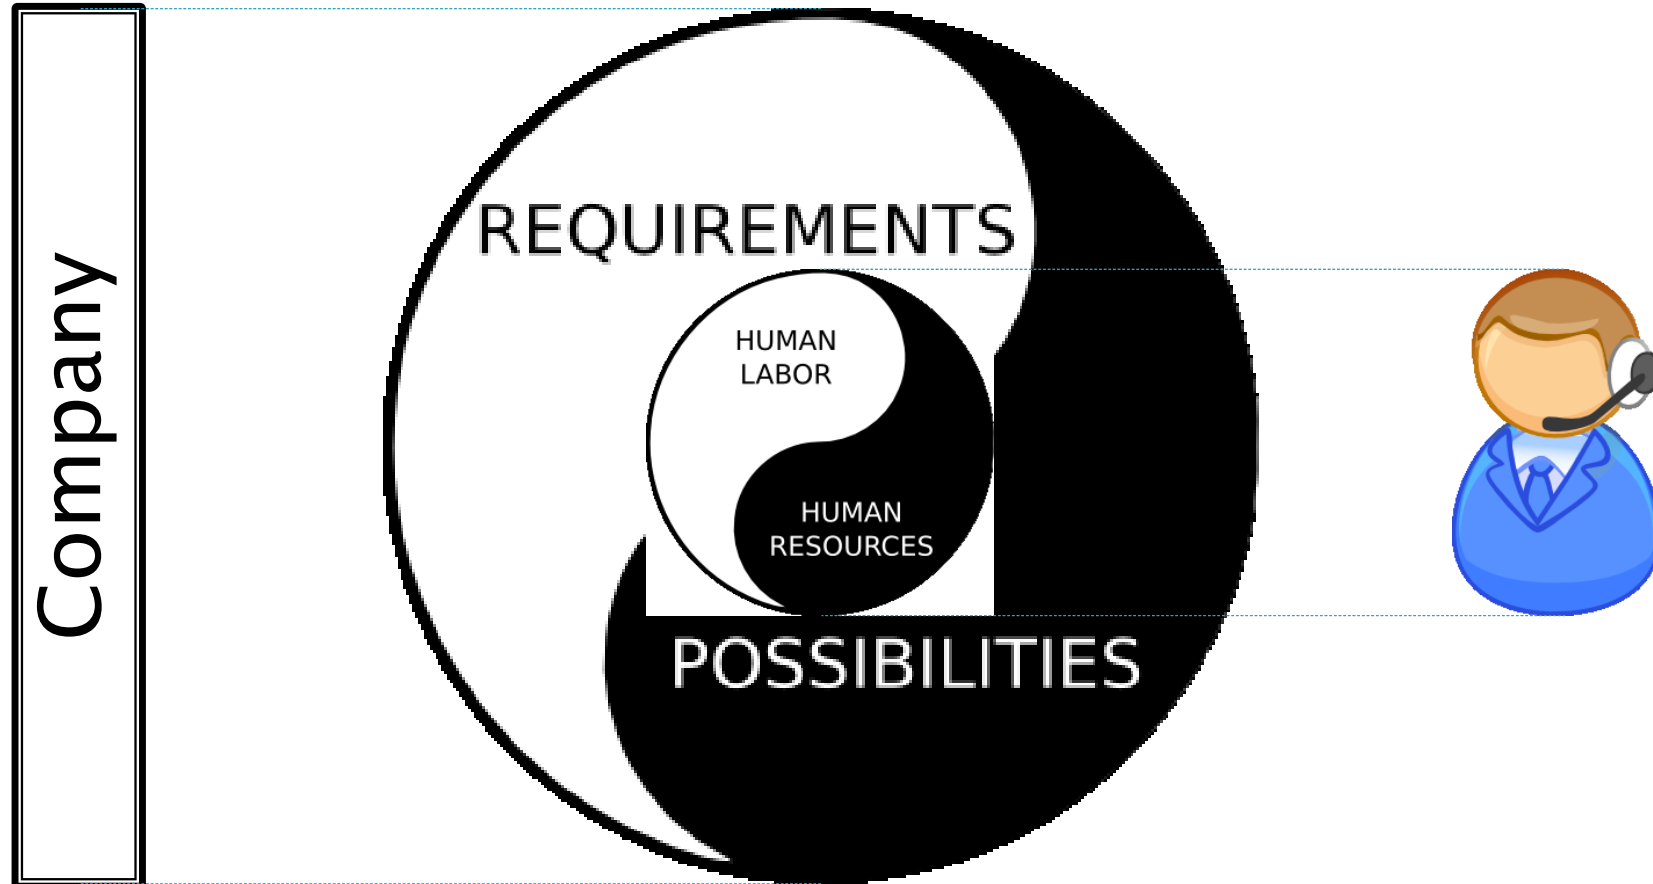 Company
REQUIREMENTS
HUMAN
LABOR
HUMAN
RESOURCES
POSSIBILITIES